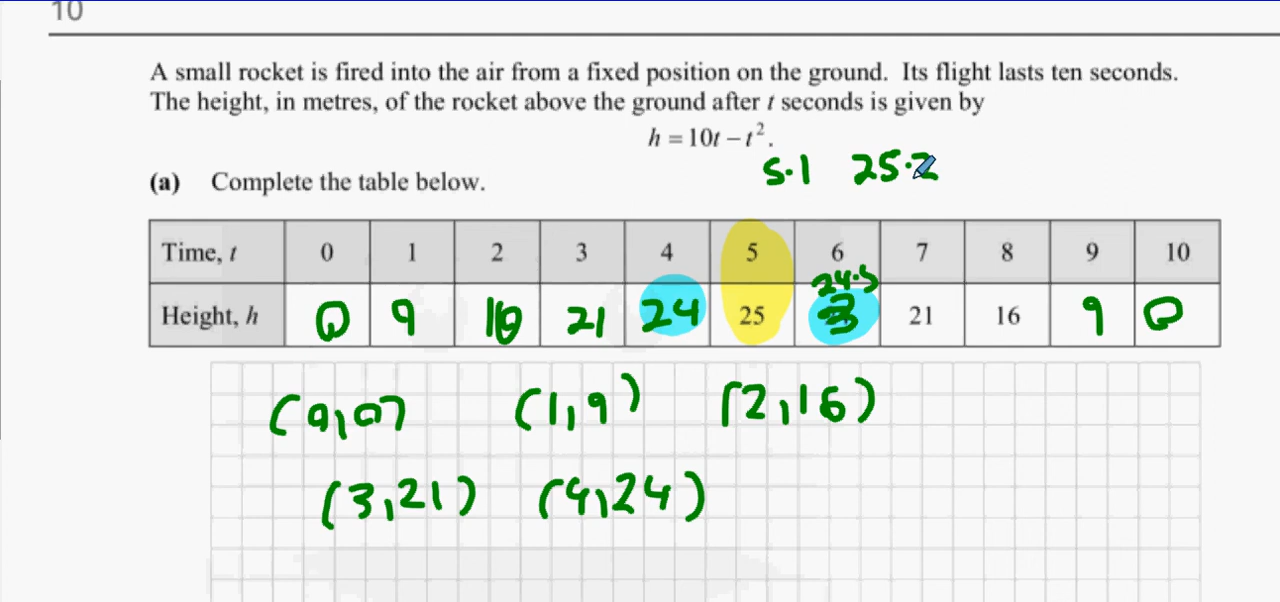 10
A small rocket is fired into the air from a fixed position on the ground. Its flight lasts ten seconds.
The height, in metres, of the rocket above the ground after t seconds is given by
h = 10t – t².
5.1 25.2
(a) Complete the table below.
Time, t 0 1 2 3 4 5 6 7 8 9 10
24.5
Height, h 0 9 16 21 24 25 21 16 9 0
(0,0) (1,9) (2,16)
(3,21) (4,24)